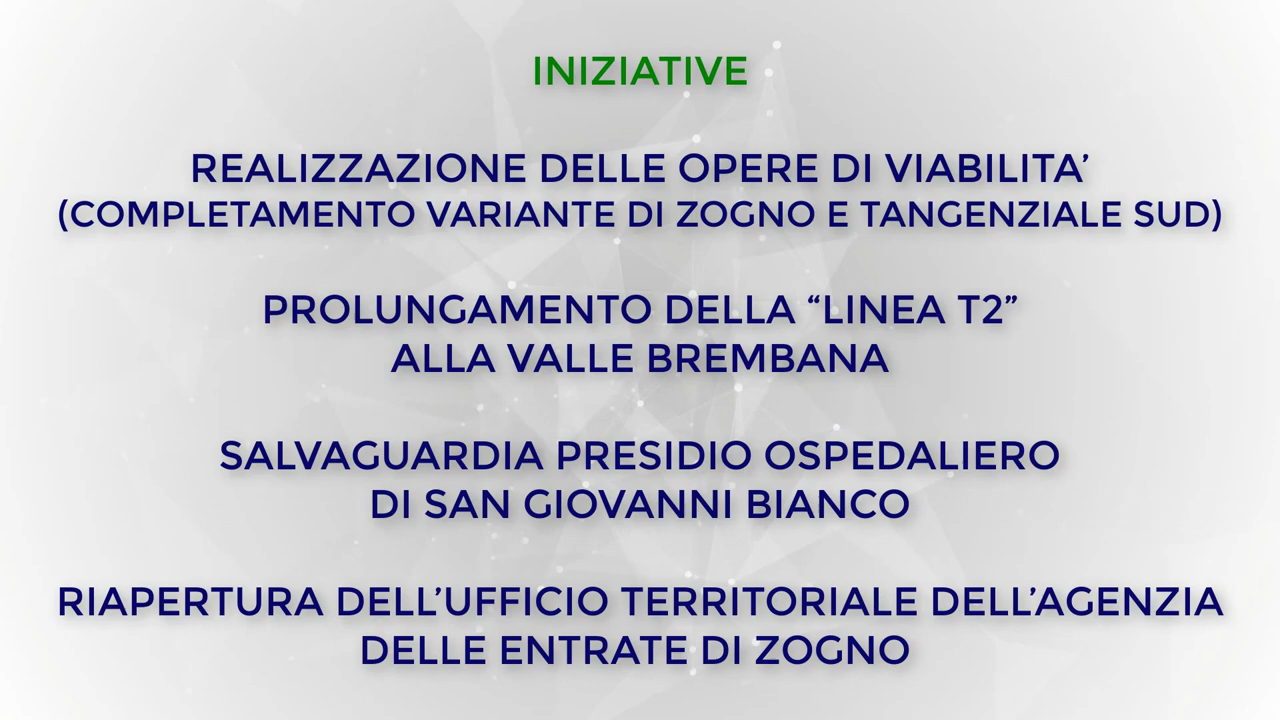 INIZIATIVE
REALIZZAZIONE DELLE OPERE DI VIABILITA’
(COMPLETAMENTO VARIANTE DI ZOGNO E TANGENZIALE SUD)
PROLUNGAMENTO DELLA “LINEA T2”
ALLA VALLE BREMBANA
SALVAGUARDIA PRESIDIO OSPEDALIERO
DI SAN GIOVANNI BIANCO
RIAPERTURA DELL’UFFICIO TERRITORIALE DELL’AGENZIA
DELLE ENTRATE DI ZOGNO